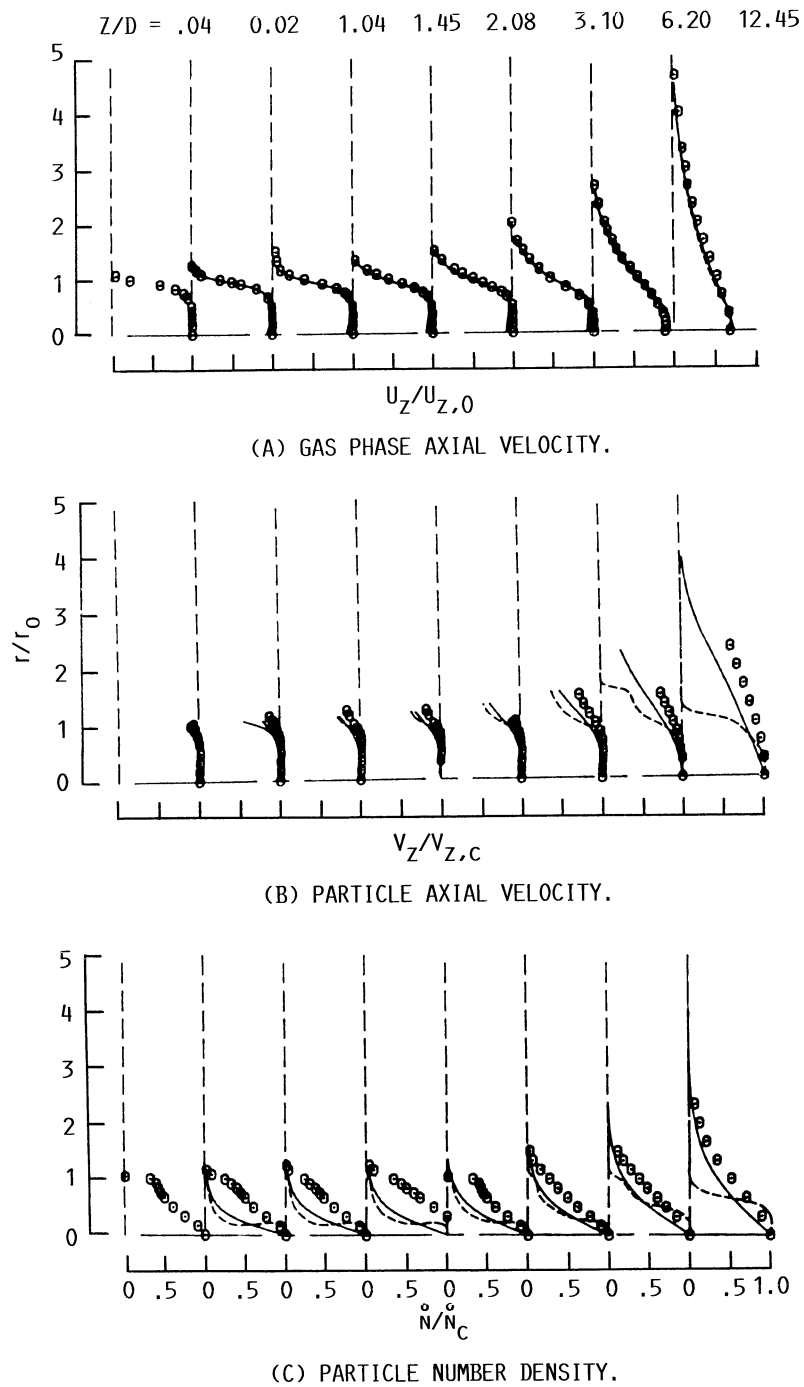 Z/D = .04 0.02 1.04 1.45 2.08 3.10 6.20 12.45
5
4
3
2
1
0
U_Z/U_Z,0
(A) GAS PHASE AXIAL VELOCITY.
5
4
3
2
1
0
r/r_0
V_Z/V_Z,C
(B) PARTICLE AXIAL VELOCITY.
5
4
3
2
1
0
0 .5 0 .5 0 .5 0 .5 0 .5 0 .5 0 .5 0 .5 1.0
N̊/N̊_C
(C) PARTICLE NUMBER DENSITY.